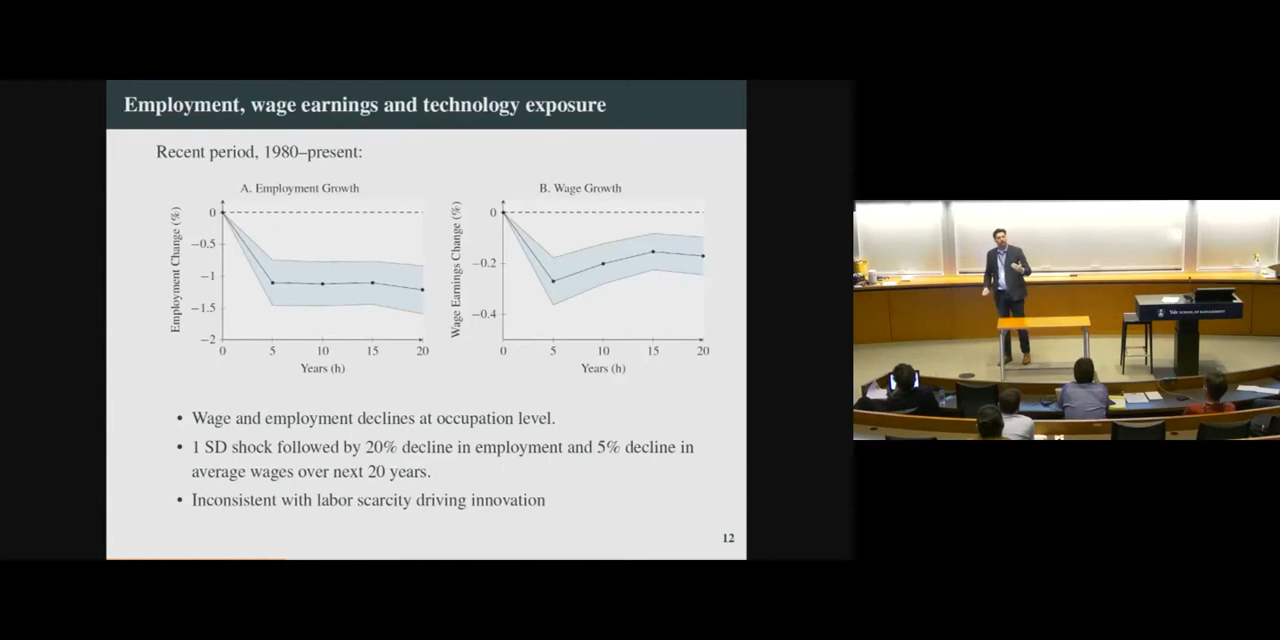 Employment, wage earnings and technology exposure
Recent period, 1980–present:
A. Employment Growth
Employment Change (%)
0
−0.5
−1
−1.5
−2
0 5 10 15 20
Years (h)
B. Wage Growth
Wage Earnings Change (%)
0
−0.2
−0.4
0 5 10 15 20
Years (h)
• Wage and employment declines at occupation level.
• 1 SD shock followed by 20% decline in employment and 5% decline in
average wages over next 20 years.
• Inconsistent with labor scarcity driving innovation
12
Yale SCHOOL OF MANAGEMENT